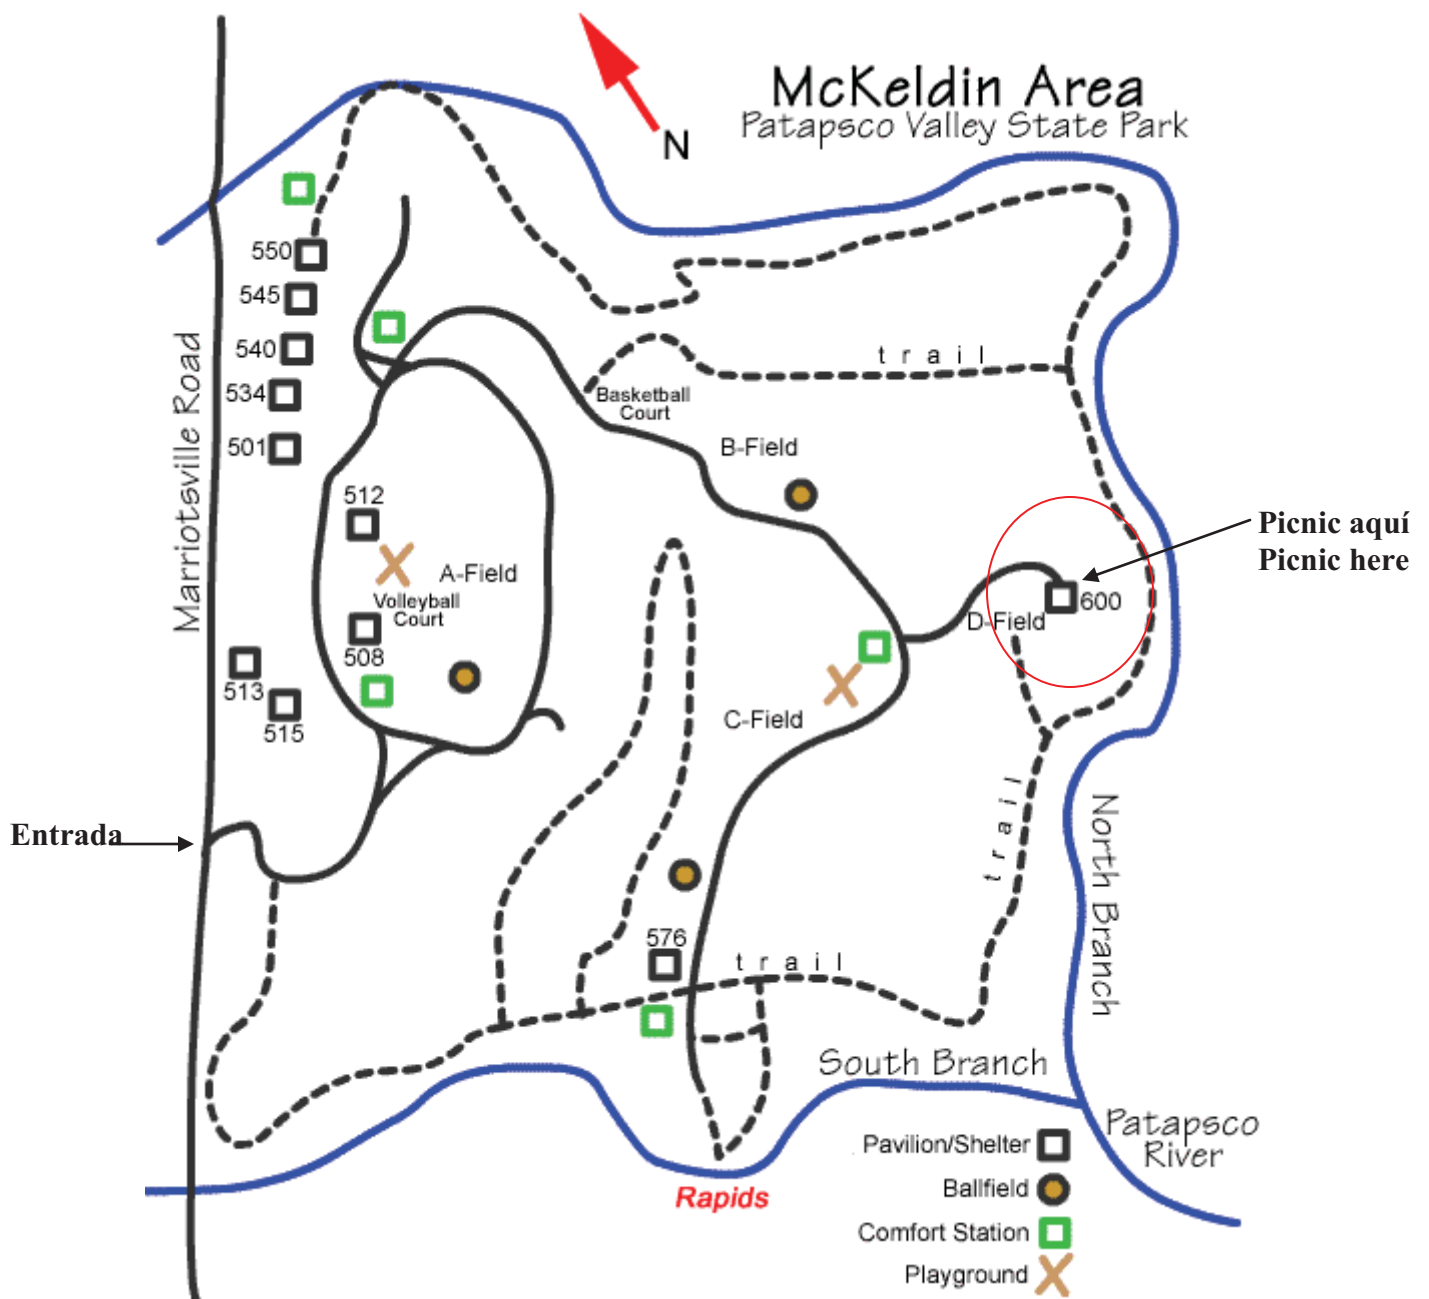 McKeldin Area
Patapsco Valley State Park
N
550
545
540
534
501
Marriotsville Road
512
A-Field
Volleyball
Court
508
513
515
Basketball
Court
B-Field
trail
Picnic aquí
Picnic here
600
D-Field
C-Field
Entrada
trail
North Branch
576
trail
South Branch
Patapsco
River
Rapids
Pavilion/Shelter
Ballfield
Comfort Station
Playground